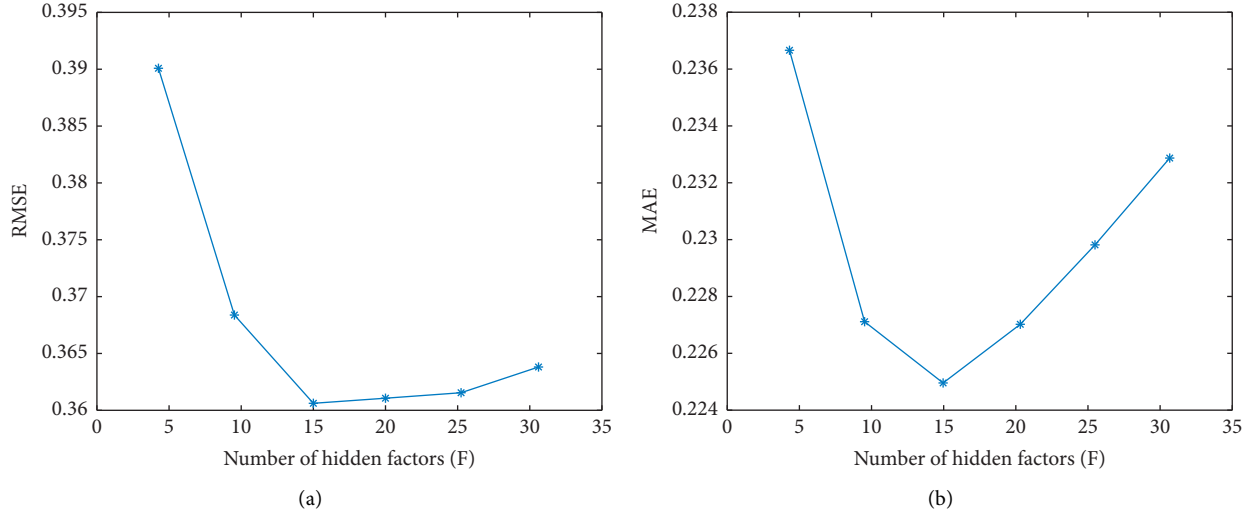 0.395
0.39
0.385
0.38
0.375
0.37
0.365
0.36
RMSE
0 5 10 15 20 25 30 35
Number of hidden factors (F)
(a)
0.238
0.236
0.234
0.232
0.23
0.228
0.226
0.224
MAE
0 5 10 15 20 25 30 35
Number of hidden factors (F)
(b)